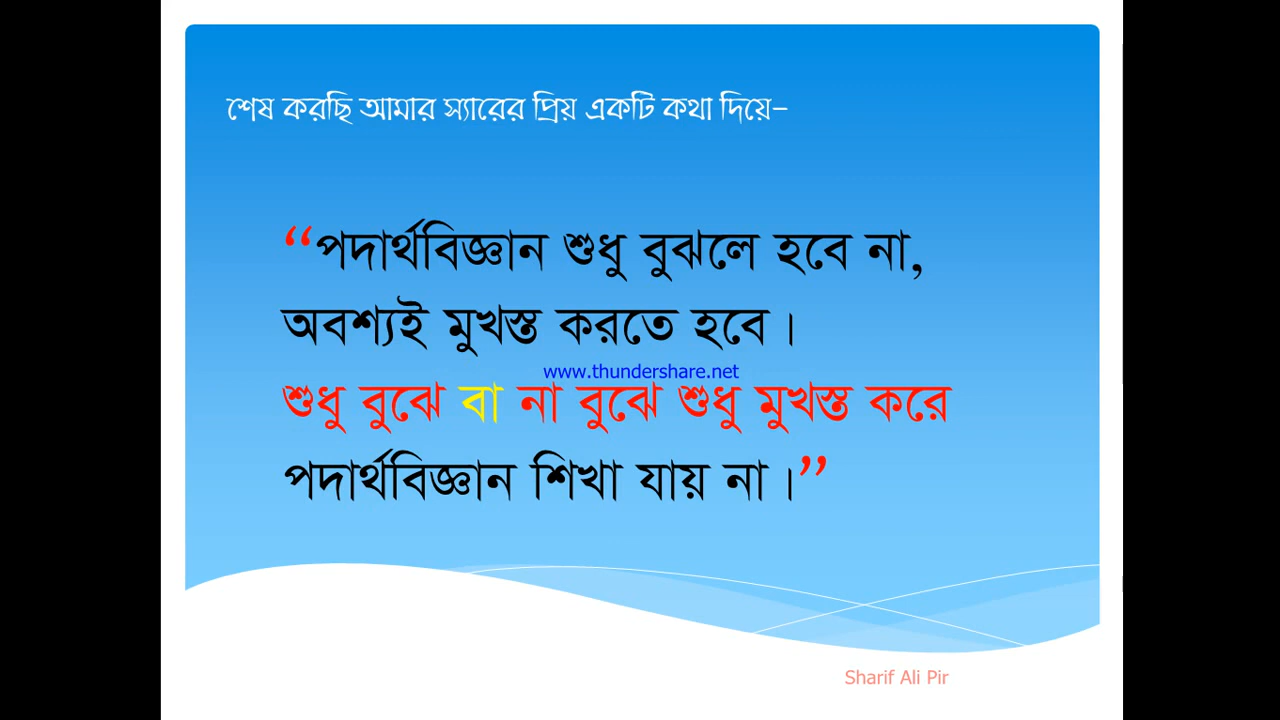 শেষ করছি আমার স্যারের প্রিয় একটি কথা দিয়ে–
“পদার্থবিজ্ঞান শুধু বুঝলে হবে না,
অবশ্যই মুখস্ত করতে হবে।
www.thundershare.net
শুধু বুঝে বা না বুঝে শুধু মুখস্ত করে
পদার্থবিজ্ঞান শিখা যায় না।”
Sharif Ali Pir